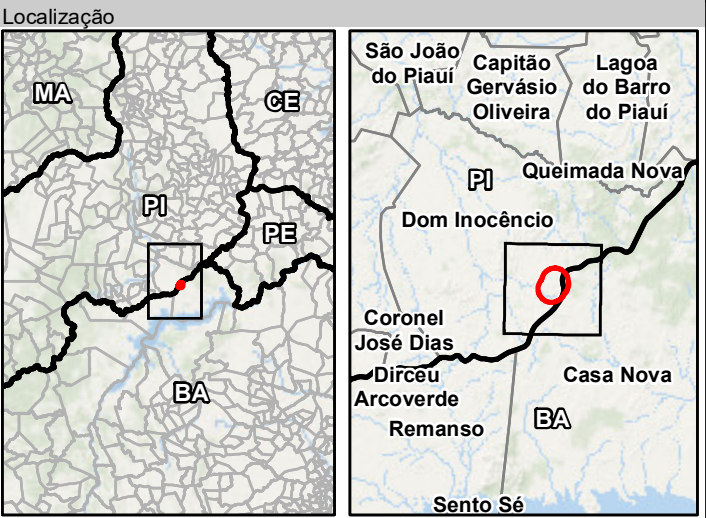 Localização
MA
CE
PI
PE
BA
São João
do Piauí
Capitão
Gervásio
Oliveira
Lagoa
do Barro
do Piauí
PI
Queimada Nova
Dom Inocêncio
Coronel
José Dias
Dirceu
Arcoverde
Casa Nova
Remanso
BA
Sento Sé